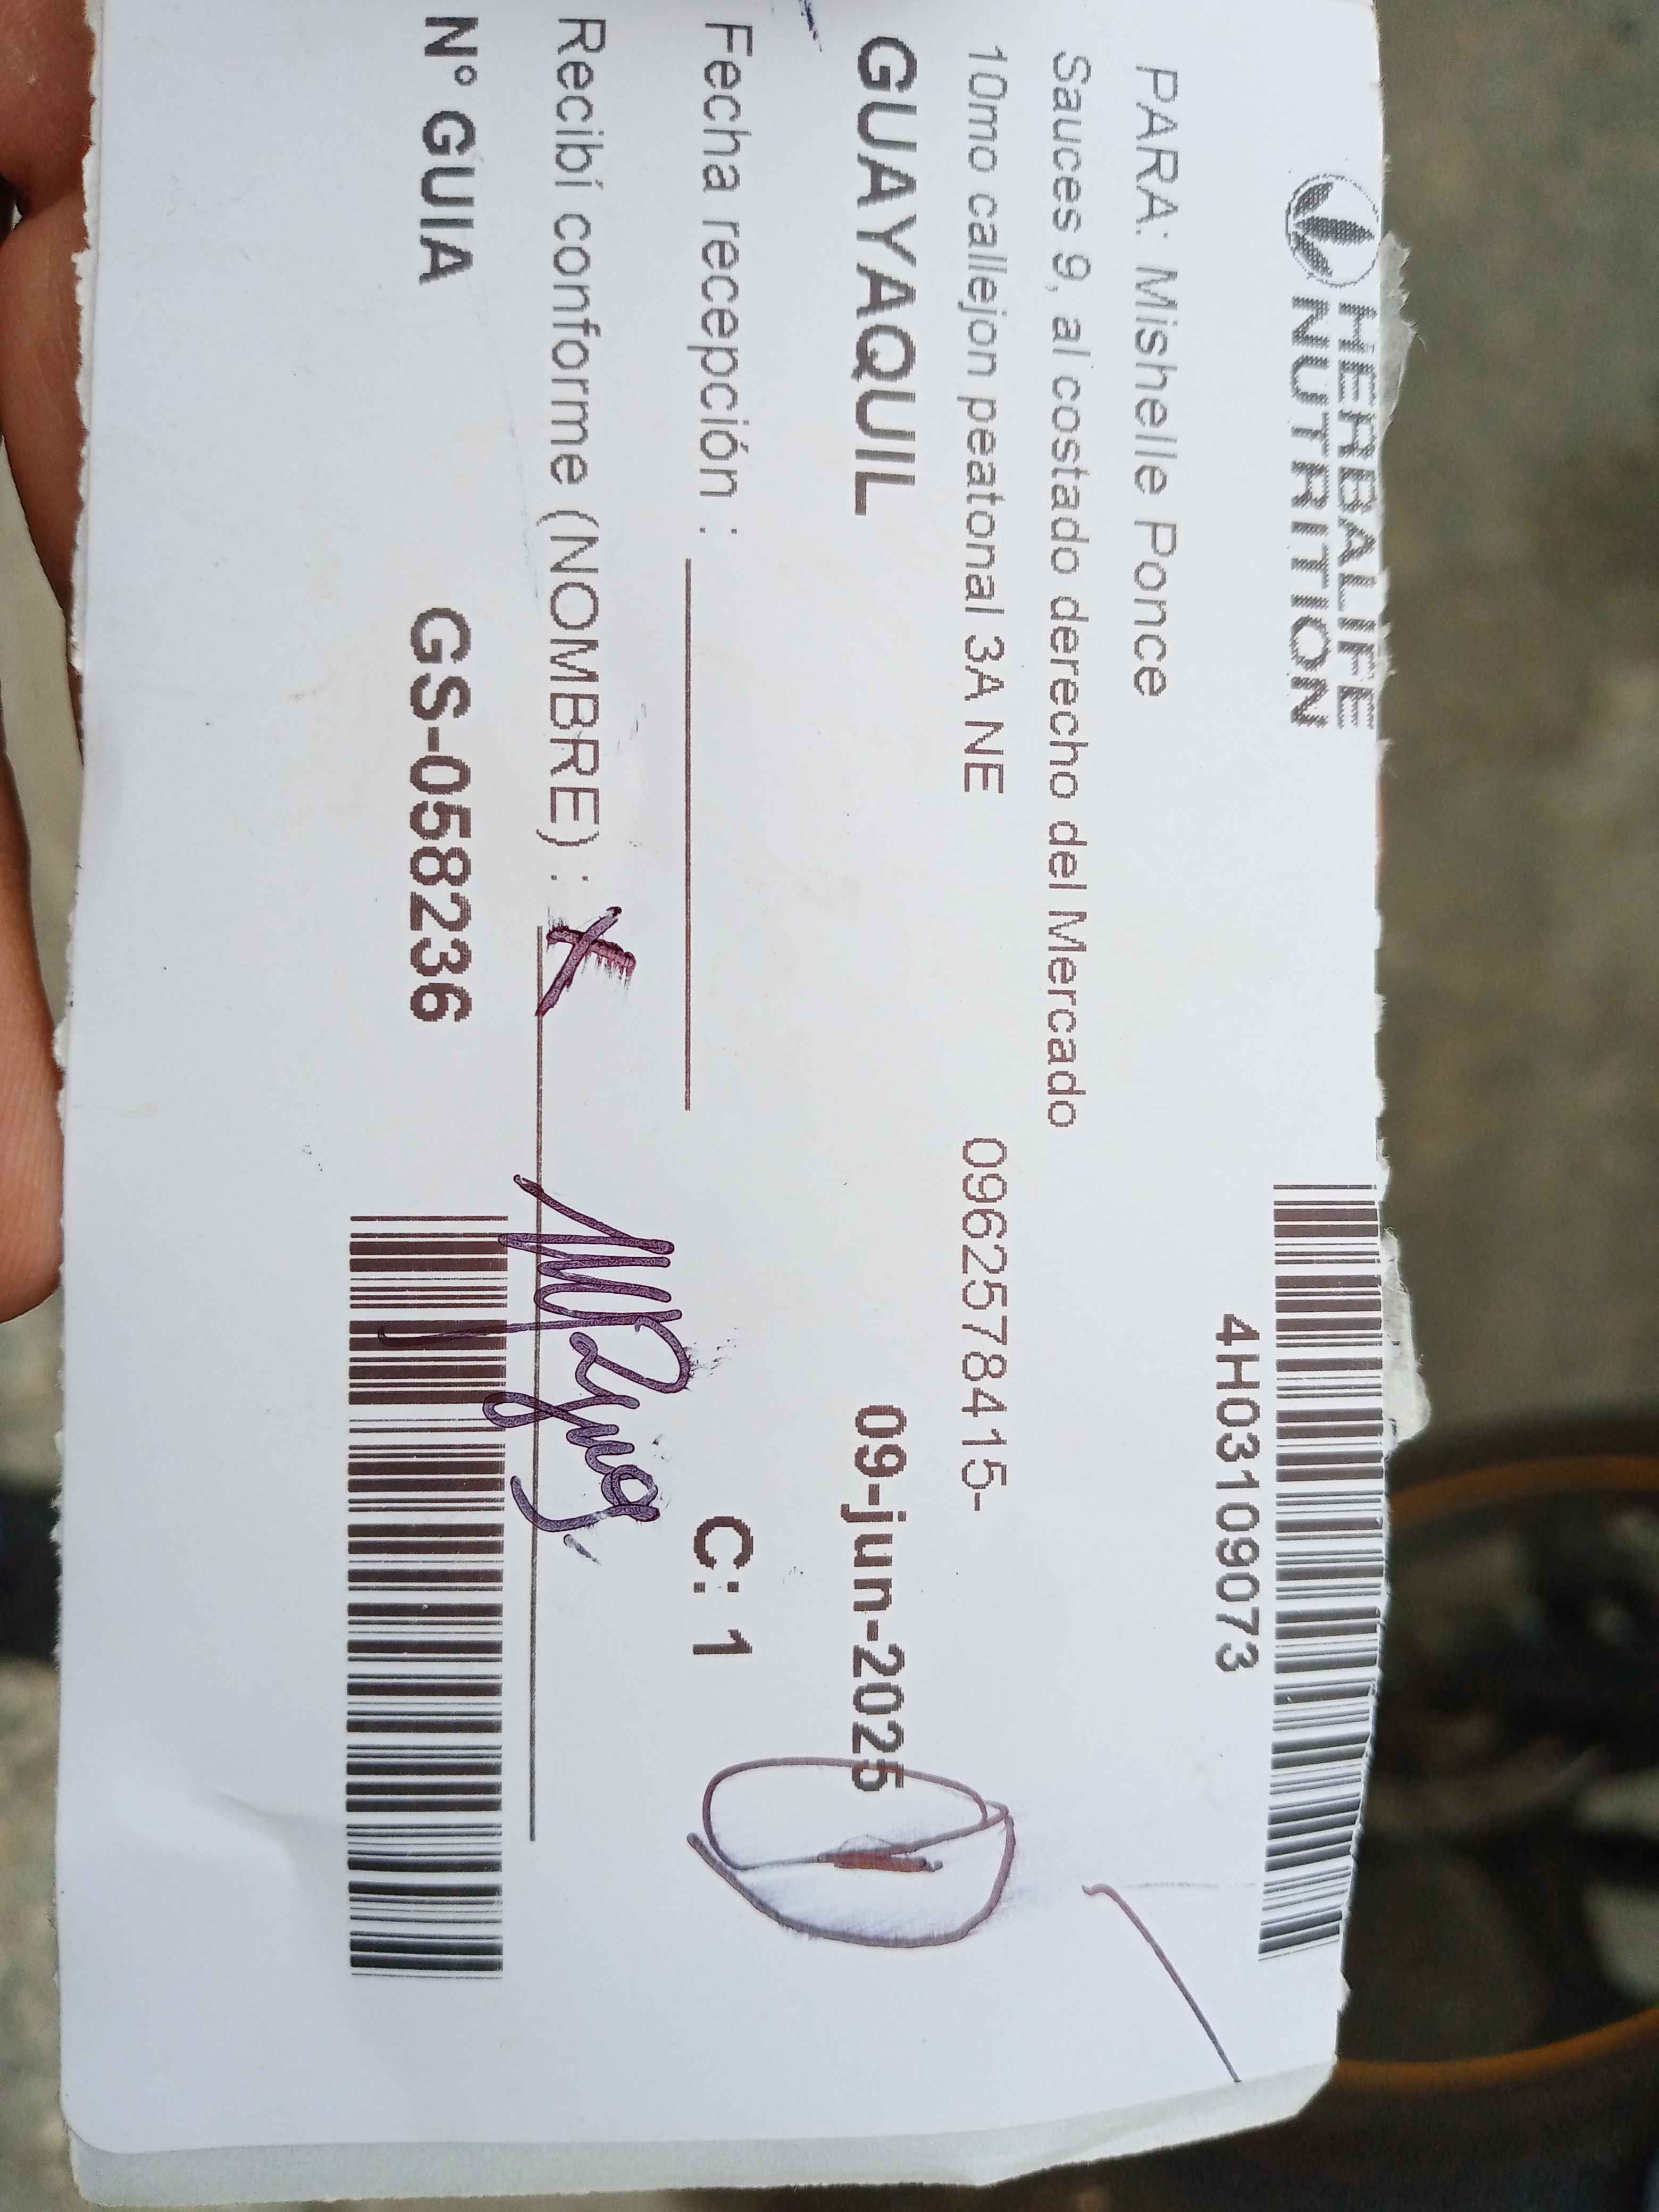 HERBALIFE
NUTRITION
4H03109073
PARA: Mishelle Ponce
Sauces 9, al costado derecho del Mercado
10mo callejon peatonal 3A NE 0962578415-
GUAYAQUIL 09-jun-2025
Fecha recepción : C: 1
Recibí conforme (NOMBRE) : X
Nº GUIA GS-058236